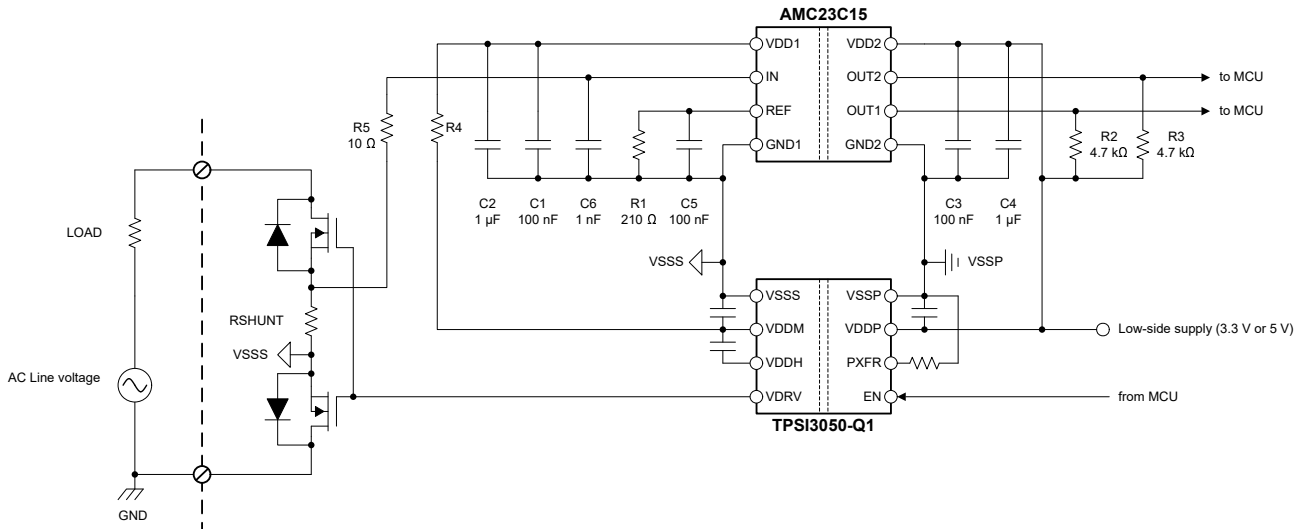 AMC23C15
VDD1
VDD2
IN
OUT2
to MCU
REF
OUT1
to MCU
GND1
GND2
R5
10 Ω
R4
R2
4.7 kΩ
R3
4.7 kΩ
C2
1 µF
C1
100 nF
C6
1 nF
R1
210 Ω
C5
100 nF
C3
100 nF
C4
1 µF
LOAD
VSSS
VSSP
VSSS
VSSP
RSHUNT
VDDM
VDDP
Low-side supply (3.3 V or 5 V)
VSSS
VDDH
PXFR
AC Line voltage
VDRV
EN
from MCU
TPSI3050-Q1
GND